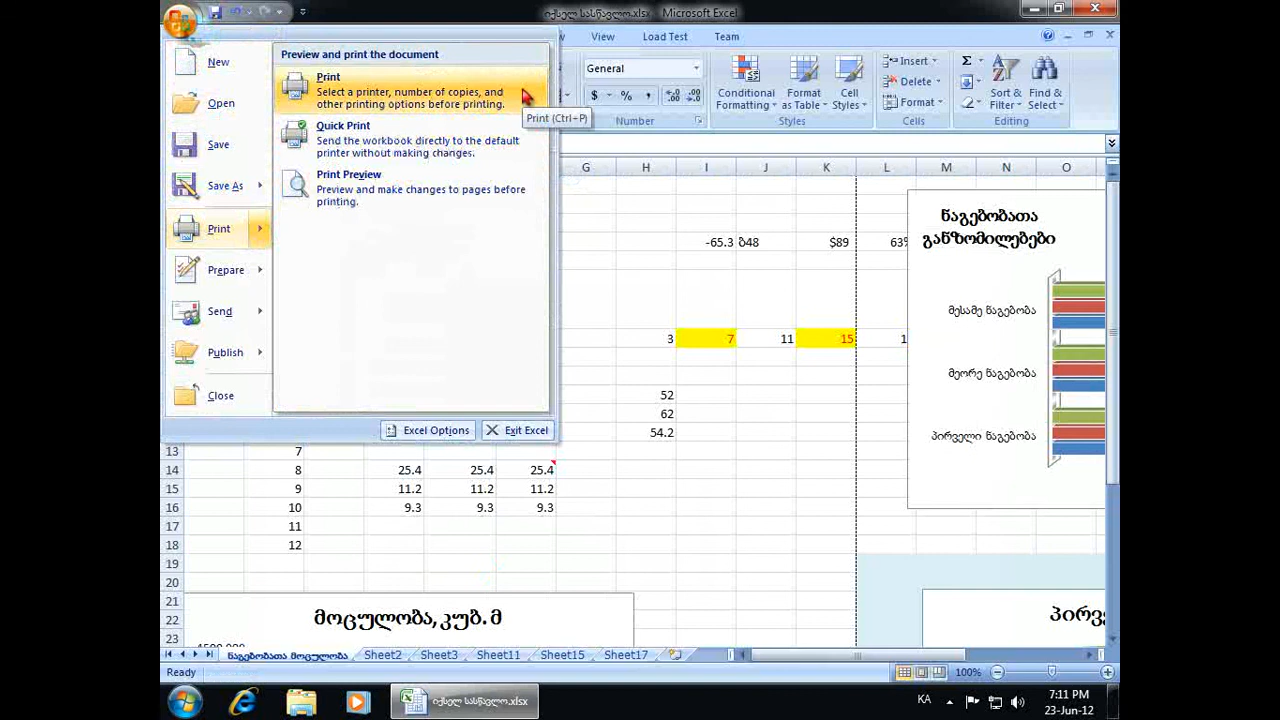 იქსელ სასწავლო.xlsx - Microsoft Excel
View Load Test Team
New
Open
Save
Save As
Print
Prepare
Send
Publish
Close
Preview and print the document
Print
Select a printer, number of copies, and
other printing options before printing.
Print (Ctrl+P)
Quick Print
Send the workbook directly to the default
printer without making changes.
Print Preview
Preview and make changes to pages before
printing.
Excel Options Exit Excel
General
$ % ,
Number
Conditional
Formatting
Format
as Table
Cell
Styles
Styles
Insert
Delete
Format
Cells
Σ
Sort &
Filter
Find &
Select
Editing
G H I J K L M N O
-65.3 ₾48 $89 63%
3 7 11 15 1
52
62
54.2
13 7
14 8 25.4 25.4 25.4
15 9 11.2 11.2 11.2
16 10 9.3 9.3 9.3
17 11
18 12
19
20
21
22
23
ნაგებობათა
განზომილებები
მესამე ნაგებობა
მეორე ნაგებობა
პირველი ნაგებობა
მოცულობა, კუბ. მ
ნაგებობათა მოცულობა Sheet2 Sheet3 Sheet11 Sheet15 Sheet17
Ready 100%
იქსელ სასწავლო.xlsx
KA
7:11 PM
23-Jun-12